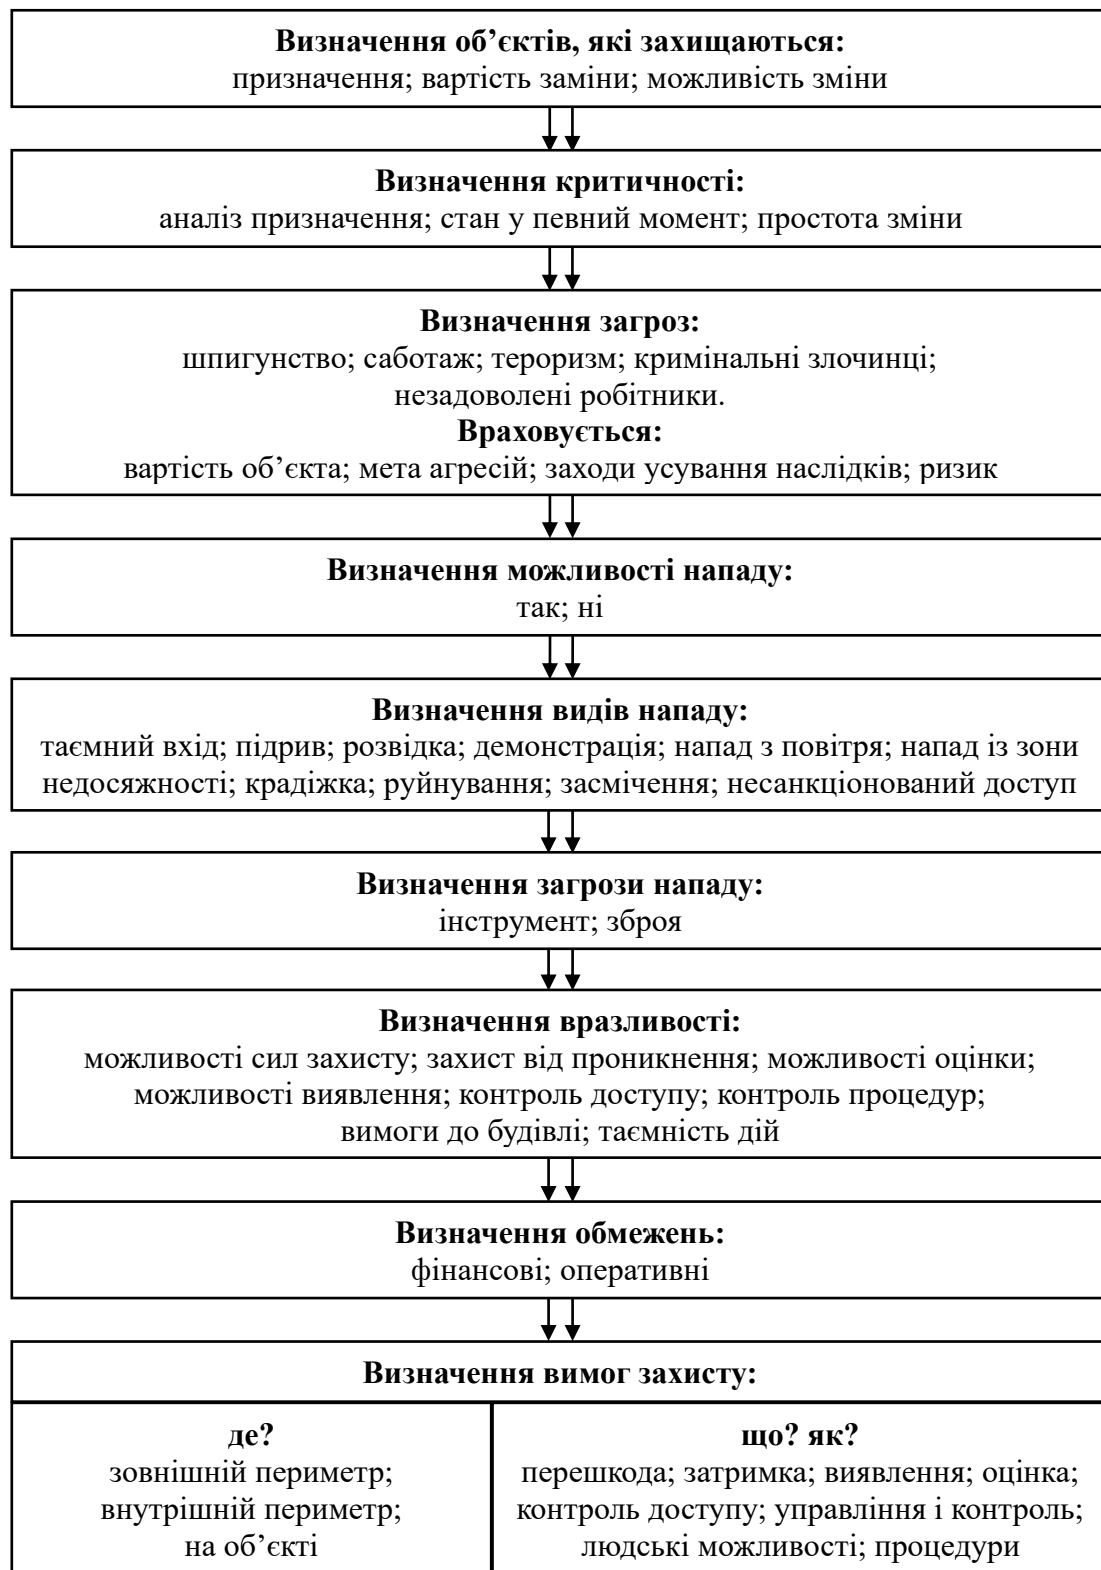 Визначення об’єктів, які захищаються:
призначення; вартість заміни; можливість зміни
Визначення критичності:
аналіз призначення; стан у певний момент; простота зміни
Визначення загроз:
шпигунство; саботаж; тероризм; кримінальні злочинці;
незадоволені робітники.
Враховується:
вартість об’єкта; мета агресій; заходи усування наслідків; ризик
Визначення можливості нападу:
так; ні
Визначення видів нападу:
таємний вхід; підрив; розвідка; демонстрація; напад з повітря; напад із зони
недосяжності; крадіжка; руйнування; засмічення; несанкціонований доступ
Визначення загрози нападу:
інструмент; зброя
Визначення вразливості:
можливості сил захисту; захист від проникнення; можливості оцінки;
можливості виявлення; контроль доступу; контроль процедур;
вимоги до будівлі; таємність дій
Визначення обмежень:
фінансові; оперативні
Визначення вимог захисту:
де?
зовнішній периметр;
внутрішній периметр;
на об’єкті
що? як?
перешкода; затримка; виявлення; оцінка;
контроль доступу; управління і контроль;
людські можливості; процедури